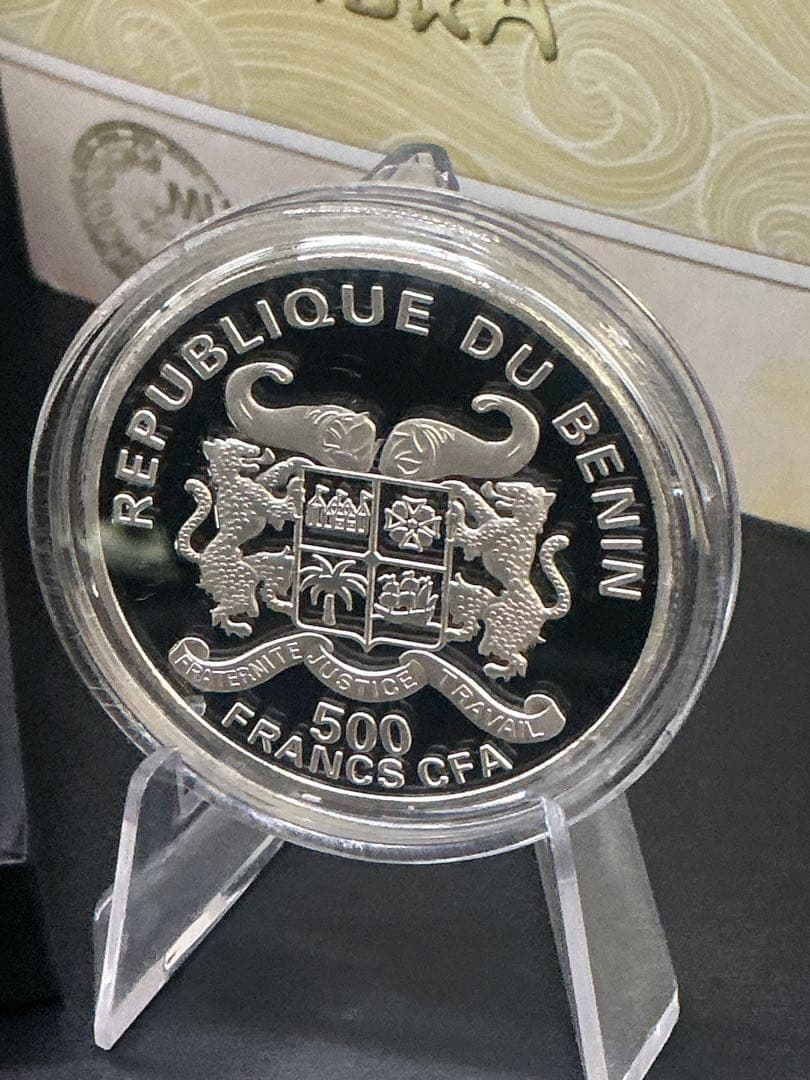 REPUBLIQUE DU BENIN
FRATERNITE JUSTICE TRAVAIL
500
FRANCS CFA